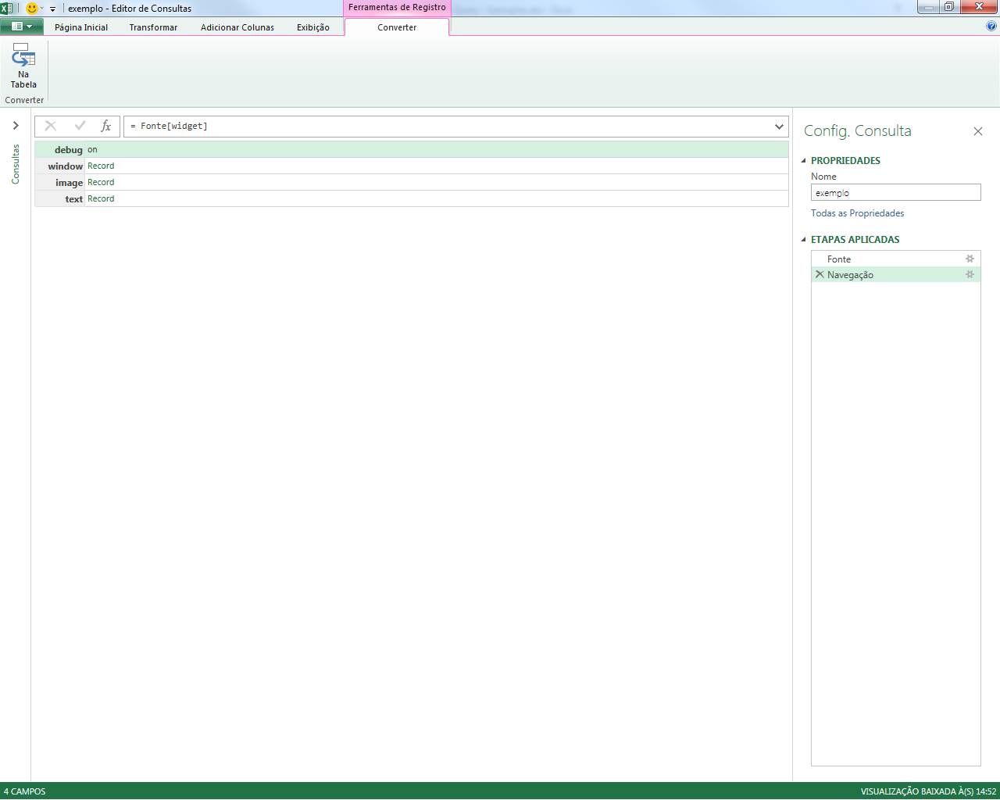 exemplo - Editor de Consultas
Ferramentas de Registro
Página Inicial
Transformar
Adicionar Colunas
Exibição
Converter
Na
Tabela
Converter
Consultas
fx
= Fonte[widget]
debug on
window Record
image Record
text Record
Config. Consulta
PROPRIEDADES
Nome
exemplo
Todas as Propriedades
ETAPAS APLICADAS
Fonte
Navegação
4 CAMPOS
VISUALIZAÇÃO BAIXADA À(S) 14:52